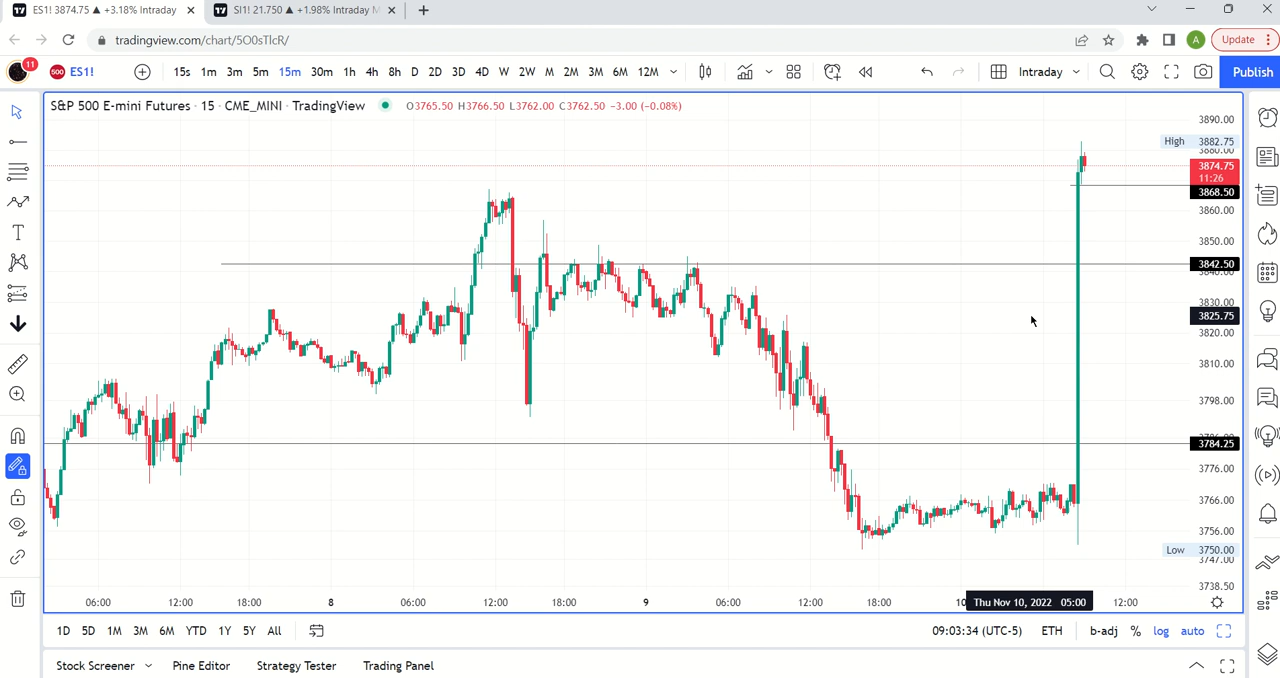 ES1! 3874.75 ▲ +3.18% Intraday
SI1! 21.750 ▲ +1.98% Intraday
tradingview.com/chart/5O0sTlcR/
A
Update
11
500 ES1!
15s 1m 3m 5m 15m 30m 1h 4h 8h D 2D 3D 4D W 2W M 2M 3M 6M 12M
Intraday
Publish
S&P 500 E-mini Futures · 15 · CME_MINI · TradingView
O3765.50 H3766.50 L3762.00 C3762.50 -3.00 (-0.08%)
3890.00
High 3882.75
3880.00
3874.75
11:26
3868.50
3860.00
3850.00
3842.50
3840.00
3830.00
3825.75
3820.00
3810.00
3798.00
3784.25
3776.00
3766.00
3756.00
Low 3750.00
3747.00
3738.50
06:00 12:00 18:00 8 06:00 12:00 18:00 9 06:00 12:00 18:00 10 Thu Nov 10, 2022 05:00 12:00
1D 5D 1M 3M 6M YTD 1Y 5Y All
09:03:34 (UTC-5) ETH b-adj % log auto
Stock Screener Pine Editor Strategy Tester Trading Panel